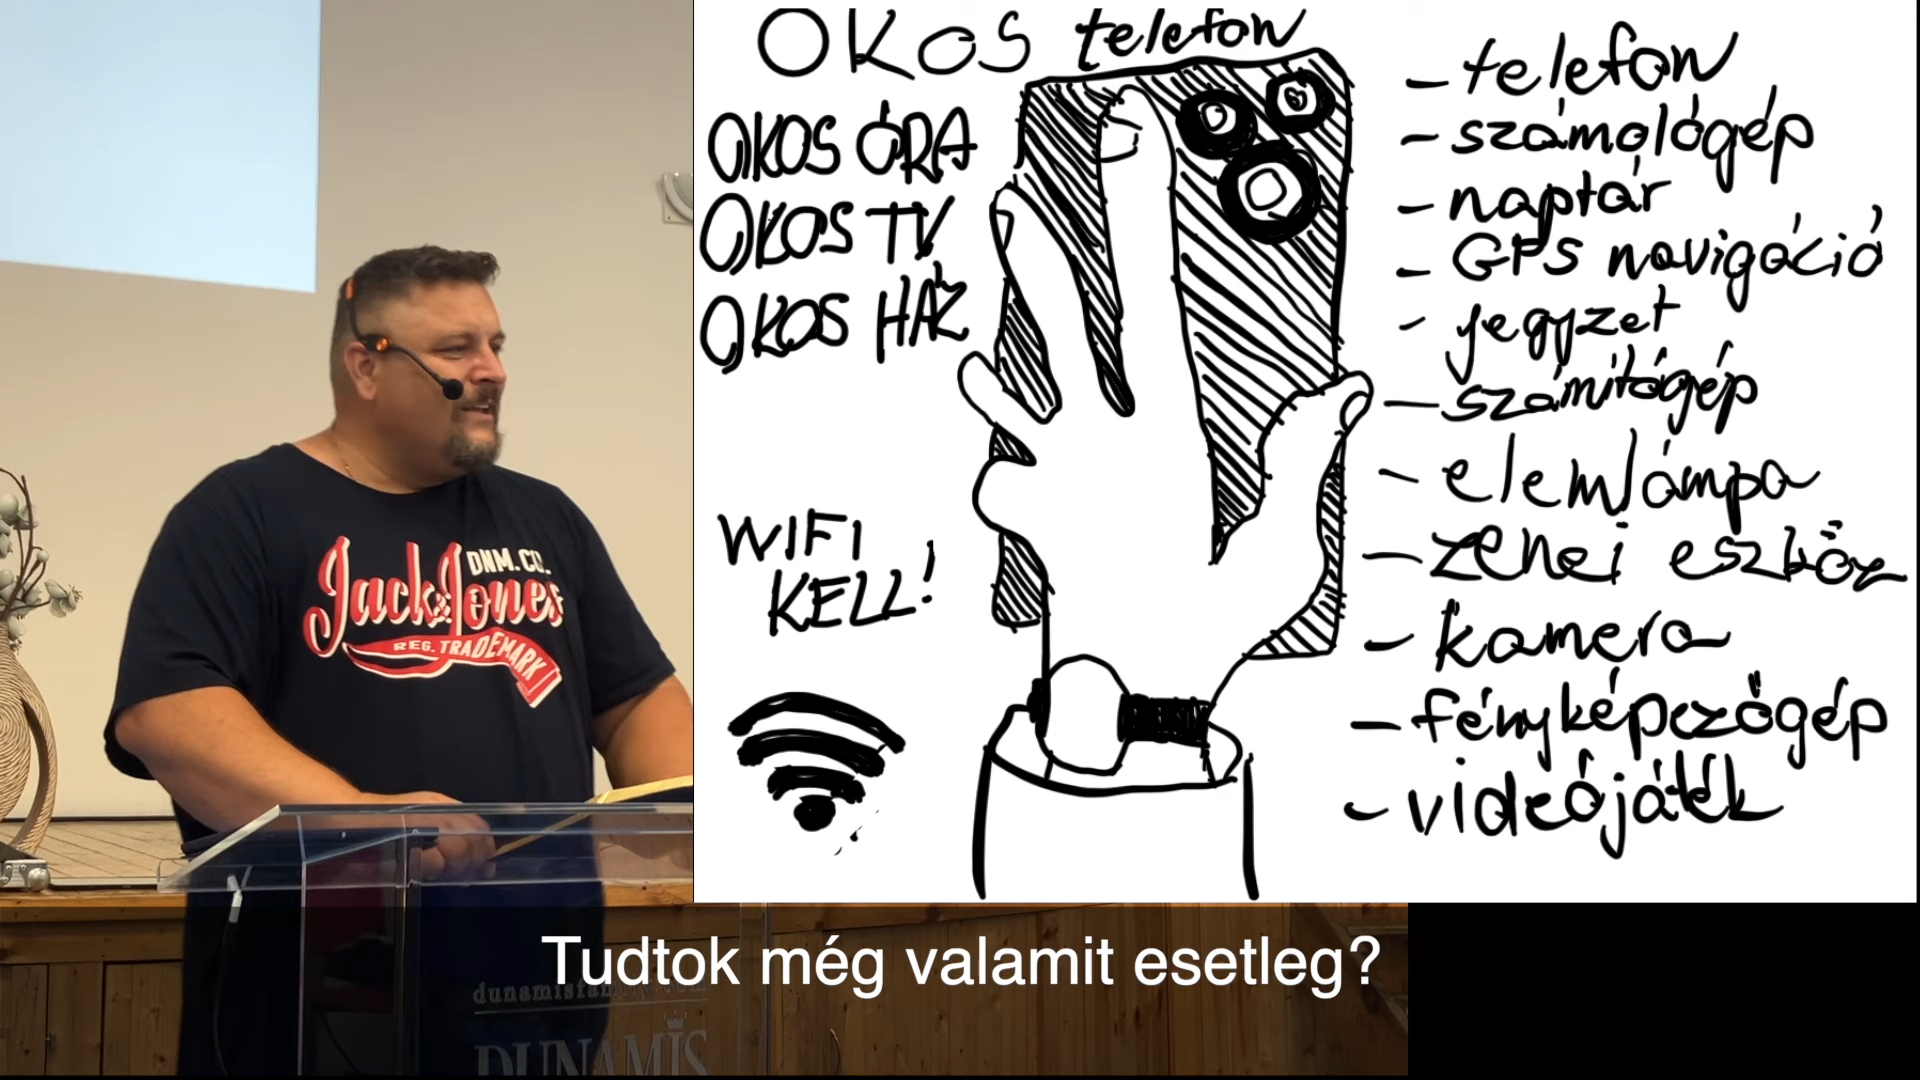 OKOS telefon
OKOS ÓRA
OKOS TV
OKOS HÁZ
WIFI
KELL!
- telefon
- számológép
- naptár
- GPS navigáció
- jegyzet
- számítógép
- elemlámpa
- zenei eszköz
- kamera
- fényképezőgép
- videójáték
DNM. CO.
Jack & Jones
REG. TRADEMARK
Tudtok még valamit esetleg?
DUNAMIS